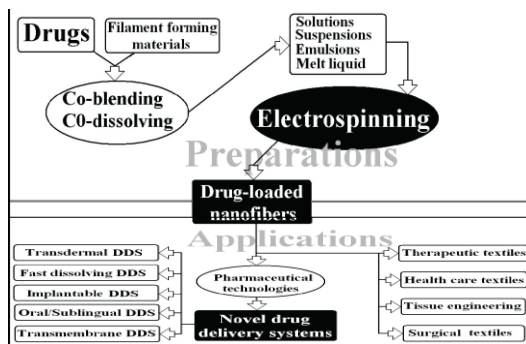 Drugs
Filament forming
materials
Solutions
Suspensions
Emulsions
Melt liquid
Co-blending
C0-dissolving
Electrospinning
Preparations
Drug-loaded
nanofibers
Applications
Transdermal DDS
Fast dissolving DDS
Implantable DDS
Oral/Sublingual DDS
Transmembrane DDS
Pharmaceutical
technologies
Novel drug
delivery systems
Therapeutic textiles
Health care textiles
Tissue engineering
Surgical textiles